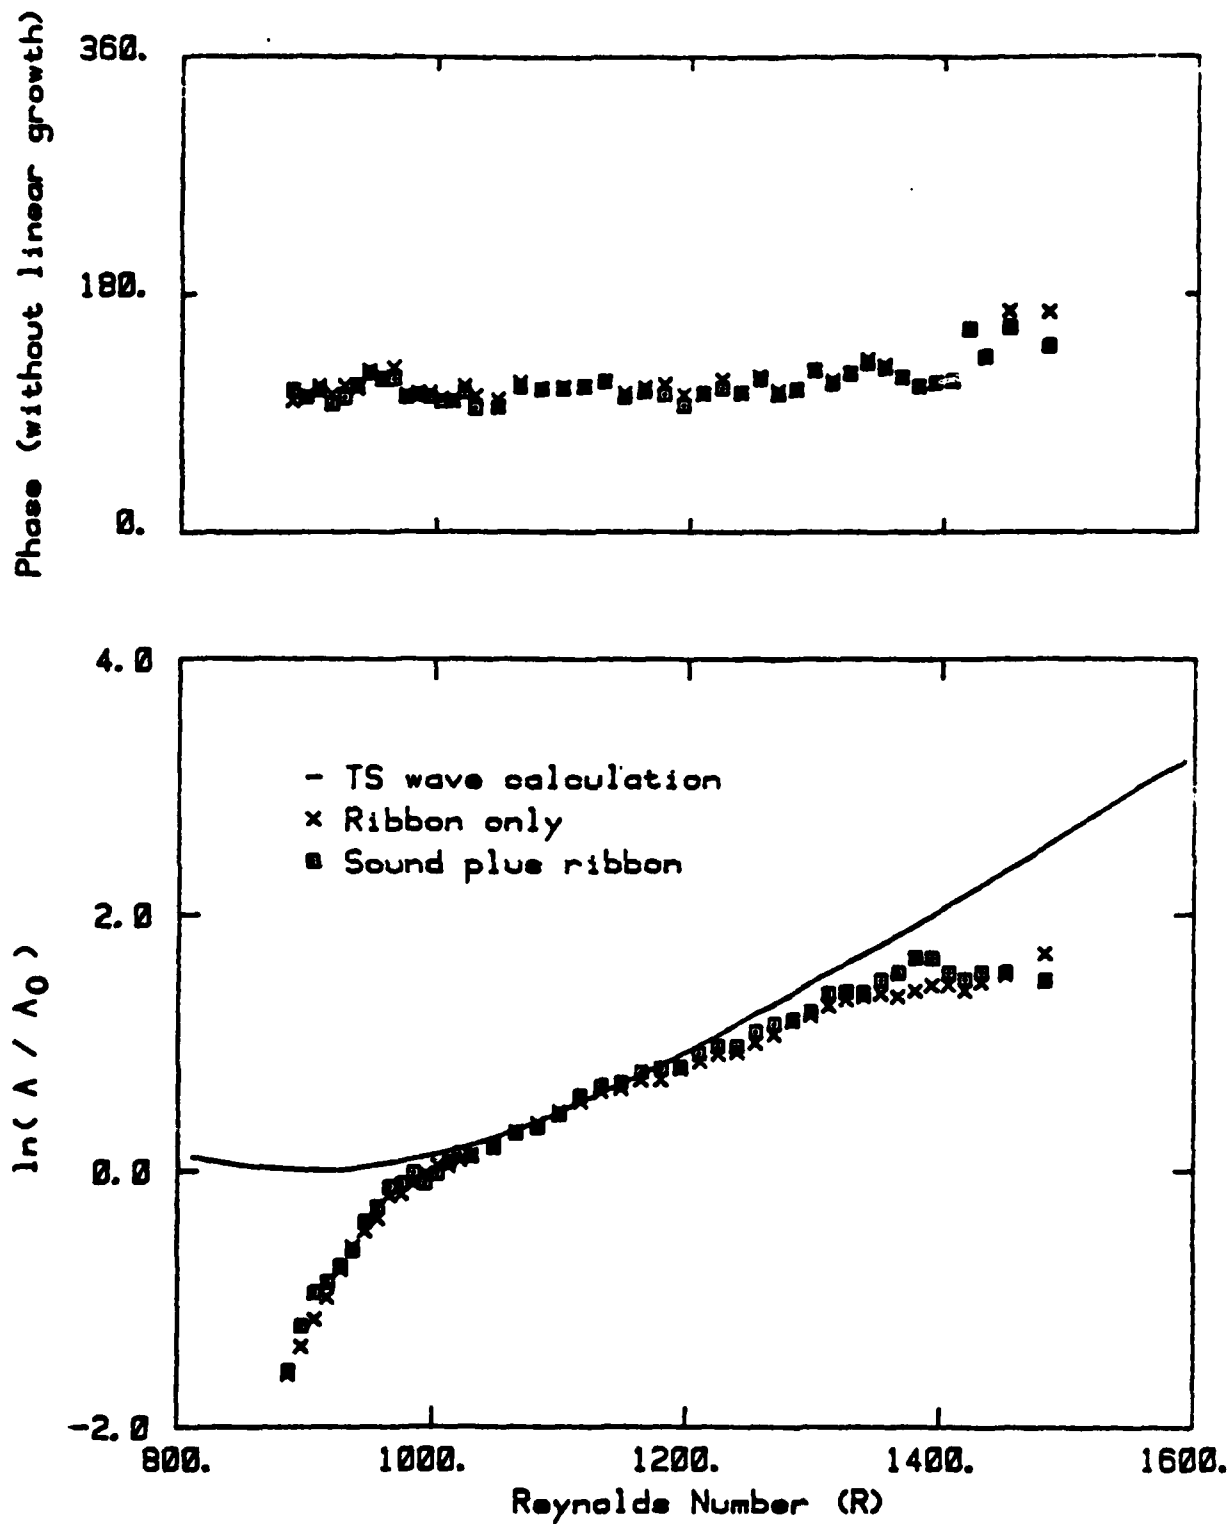 Phase (without linear growth)
360.
180.
0.
4.0
2.0
0.0
-2.0
ln( A / A0 )
– TS wave calculation
× Ribbon only
Sound plus ribbon
800. 1000. 1200. 1400. 1600.
Reynolds Number (R)